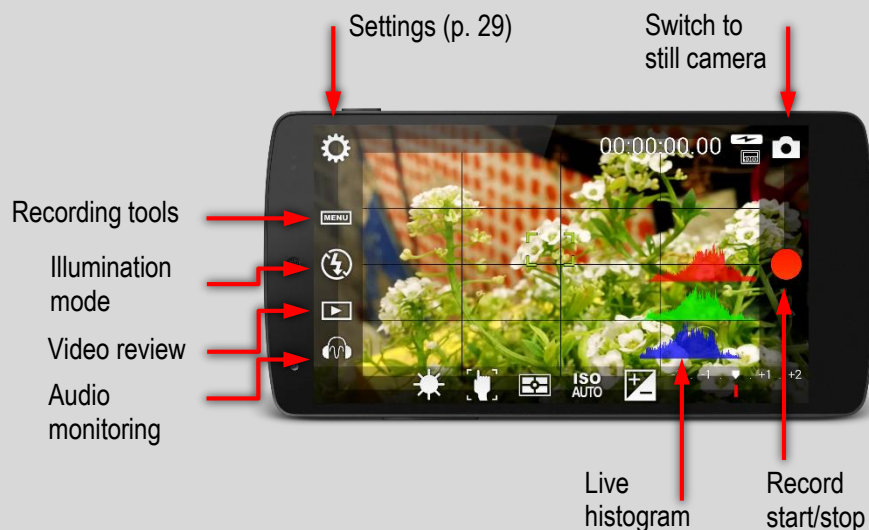 Settings (p. 29)
Switch to
still camera
00:00:00.00
1080
Recording tools
MENU
Illumination
mode
Video review
Audio
monitoring
ISO
AUTO
-1
+1 +2
Live
histogram
Record
start/stop